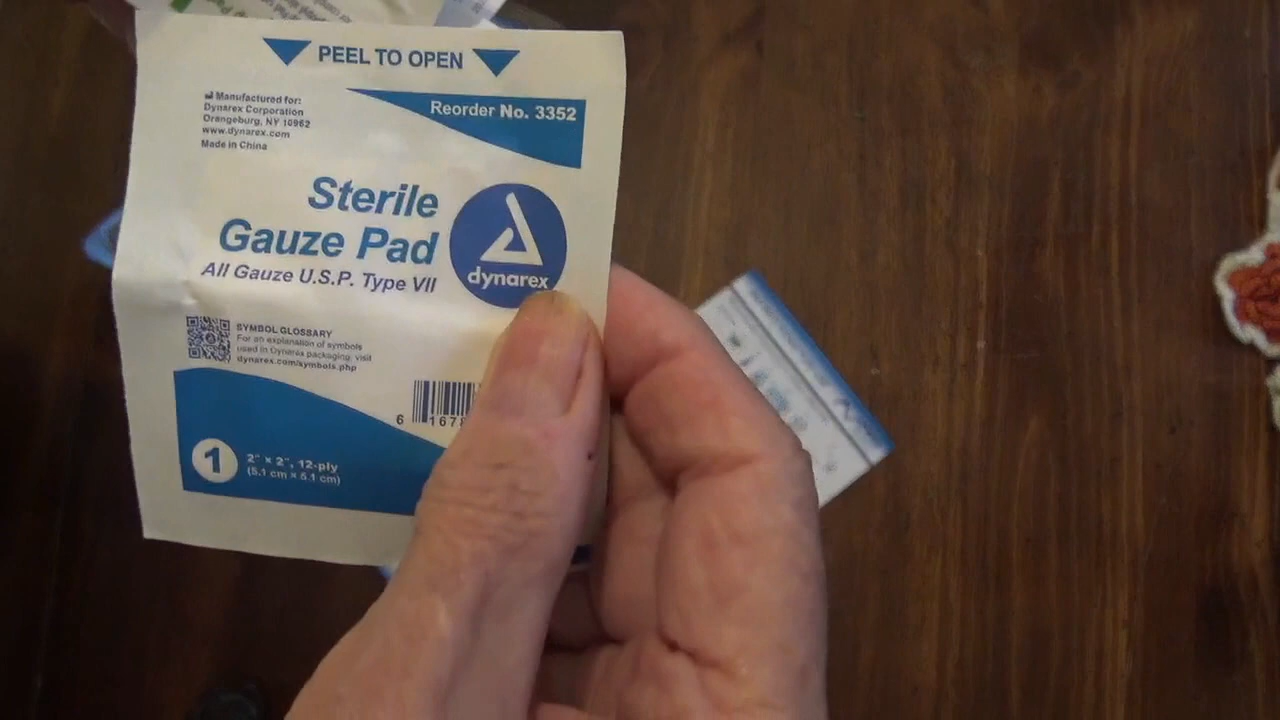 PEEL TO OPEN
Manufactured for:
Dynarex Corporation
Orangeburg, NY 10962
www.dynarex.com
Made in China
Reorder No. 3352
Sterile
Gauze Pad
All Gauze U.S.P. Type VII
dynarex
SYMBOL GLOSSARY
For an explanation of symbols
used in Dynarex packaging, visit
dynarex.com/symbols.php
6 1678
1
2" x 2", 12-ply
(5.1 cm x 5.1 cm)